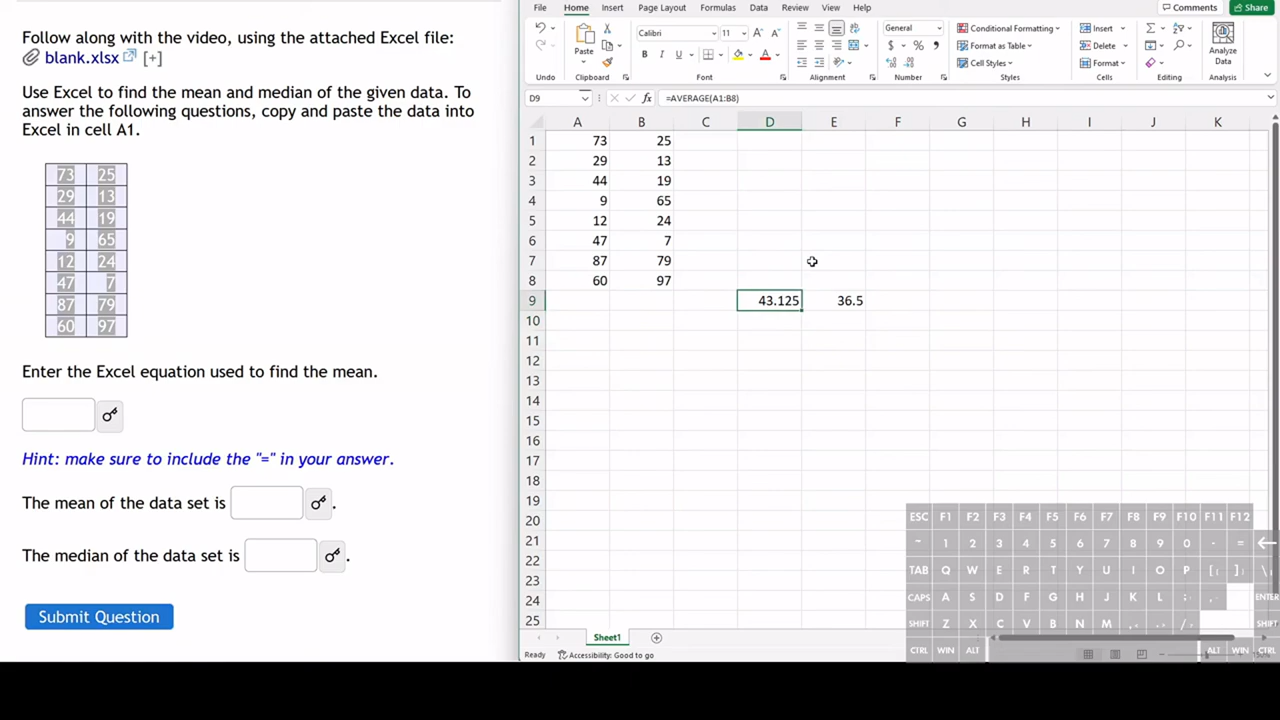 Follow along with the video, using the attached Excel file:
blank.xlsx [+]
Use Excel to find the mean and median of the given data. To
answer the following questions, copy and paste the data into
Excel in cell A1.
73 25
29 13
44 19
9 65
12 24
47 7
87 79
60 97
Enter the Excel equation used to find the mean.
Hint: make sure to include the "=" in your answer.
The mean of the data set is .
The median of the data set is .
Submit Question
File Home Insert Page Layout Formulas Data Review View Help Comments Share
Paste
Calibri 11
B I U A
General
$ % ,
Conditional Formatting
Format as Table
Cell Styles
Insert
Delete
Format
Analyze
Data
Undo Clipboard Font Alignment Number Styles Cells Editing Analysis
D9 fx =AVERAGE(A1:B8)
A B C D E F G H I J K
1 73 25
2 29 13
3 44 19
4 9 65
5 12 24
6 47 7
7 87 79
8 60 97
9 43.125 36.5
10
11
12
13
14
15
16
17
18
19
20
21
22
23
24
25
ESC F1 F2 F3 F4 F5 F6 F7 F8 F9 F10 F11 F12
~ 1 2 3 4 5 6 7 8 9 0 - =
TAB Q W E R T Y U I O P [ ] \
CAPS A S D F G H J K L ; ENTER
SHIFT Z X C V B N M / SHIFT
CTRL WIN ALT ALT WIN CTRL
Sheet1
Ready Accessibility: Good to go